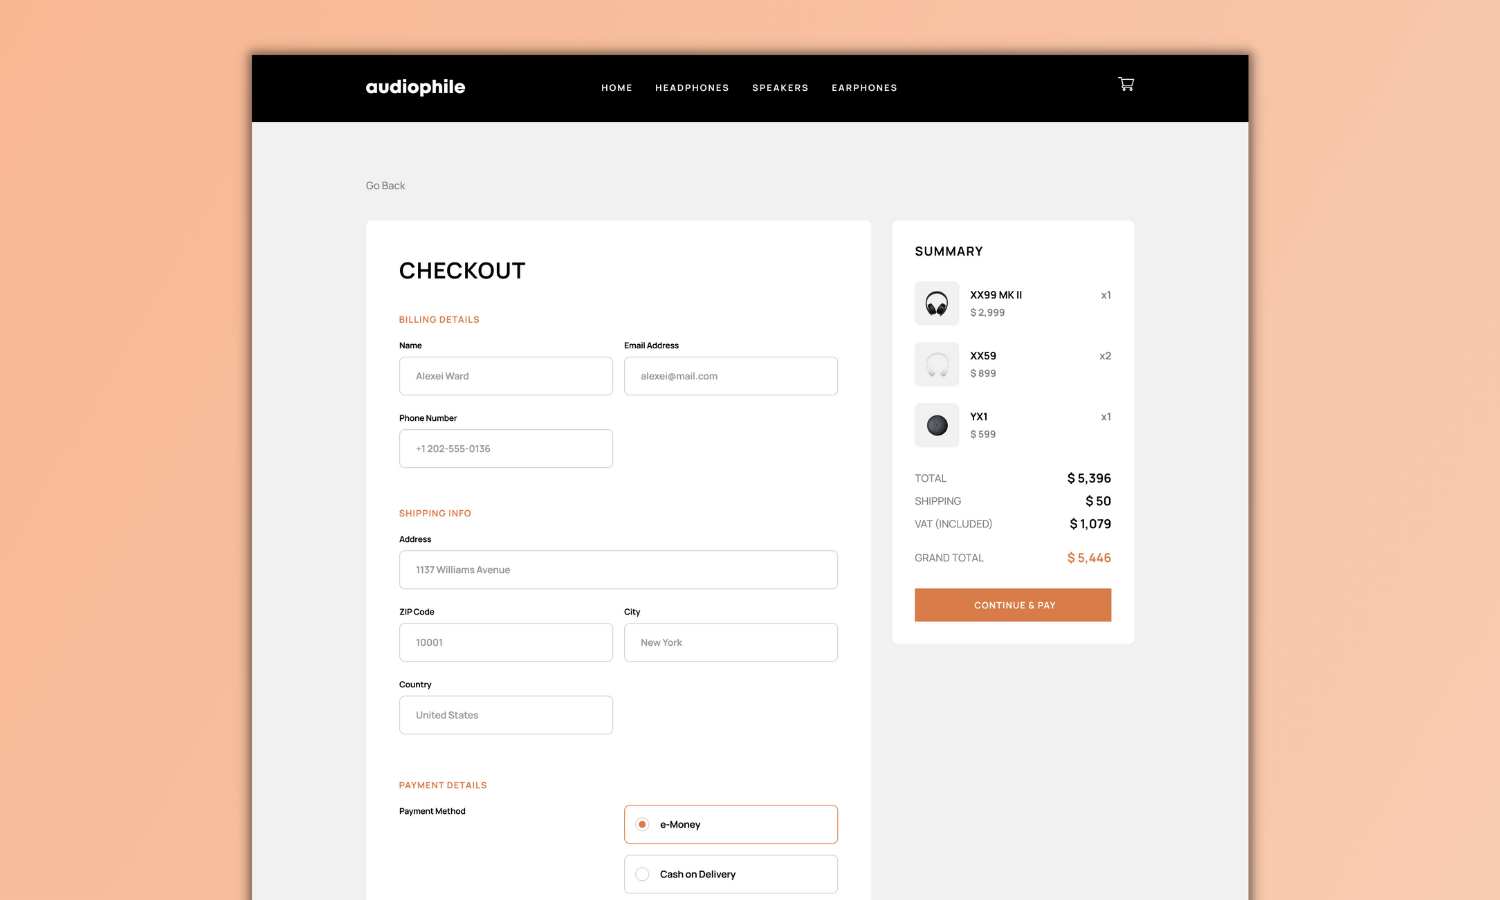 audiophile
HOME HEADPHONES SPEAKERS EARPHONES
Go Back
CHECKOUT
BILLING DETAILS
Name Email Address
Alexei Ward alexei@mail.com
Phone Number
+1 202-555-0136
SHIPPING INFO
Address
1137 Williams Avenue
ZIP Code City
10001 New York
Country
United States
PAYMENT DETAILS
Payment Method
e-Money
Cash on Delivery
SUMMARY
XX99 MK II x1
$ 2,999
XX59 x2
$ 899
YX1 x1
$ 599
TOTAL $ 5,396
SHIPPING $ 50
VAT (INCLUDED) $ 1,079
GRAND TOTAL $ 5,446
CONTINUE & PAY